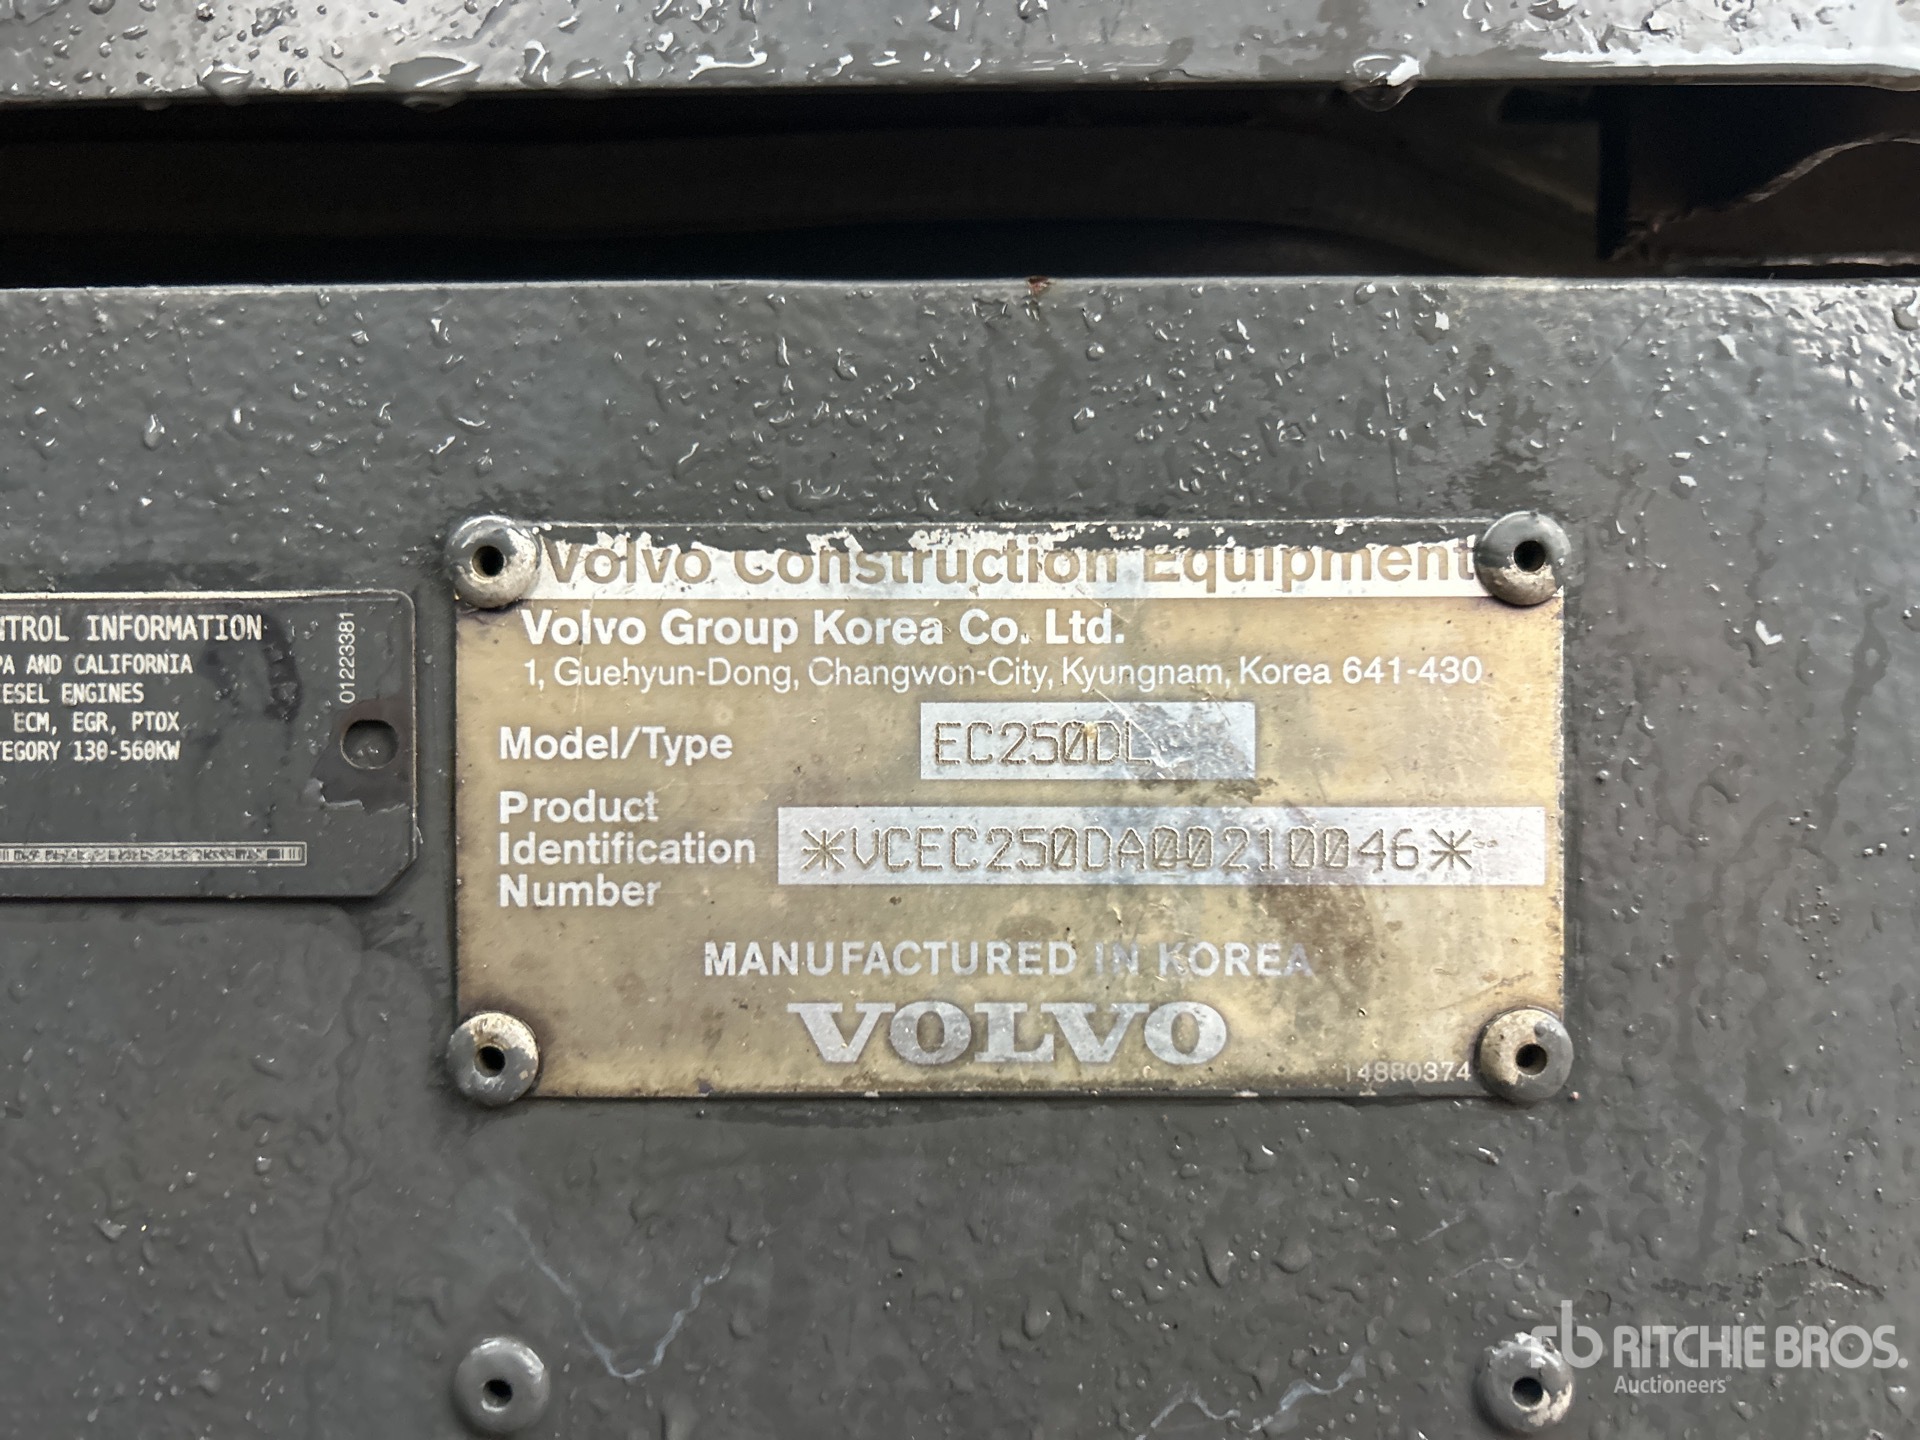 NTROL INFORMATION
PA AND CALIFORNIA
IESEL ENGINES
ECM, EGR, PTOX
TEGORY 130-560KW
01223381
Volvo Construction Equipment
Volvo Group Korea Co. Ltd.
1, Guehyun-Dong, Changwon-City, Kyungnam, Korea 641-430
Model/Type EC250DL
Product
Identification
Number
*VCEC250DA00210046*
MANUFACTURED IN KOREA
VOLVO
14880374
rb RITCHIE BROS.
Auctioneers